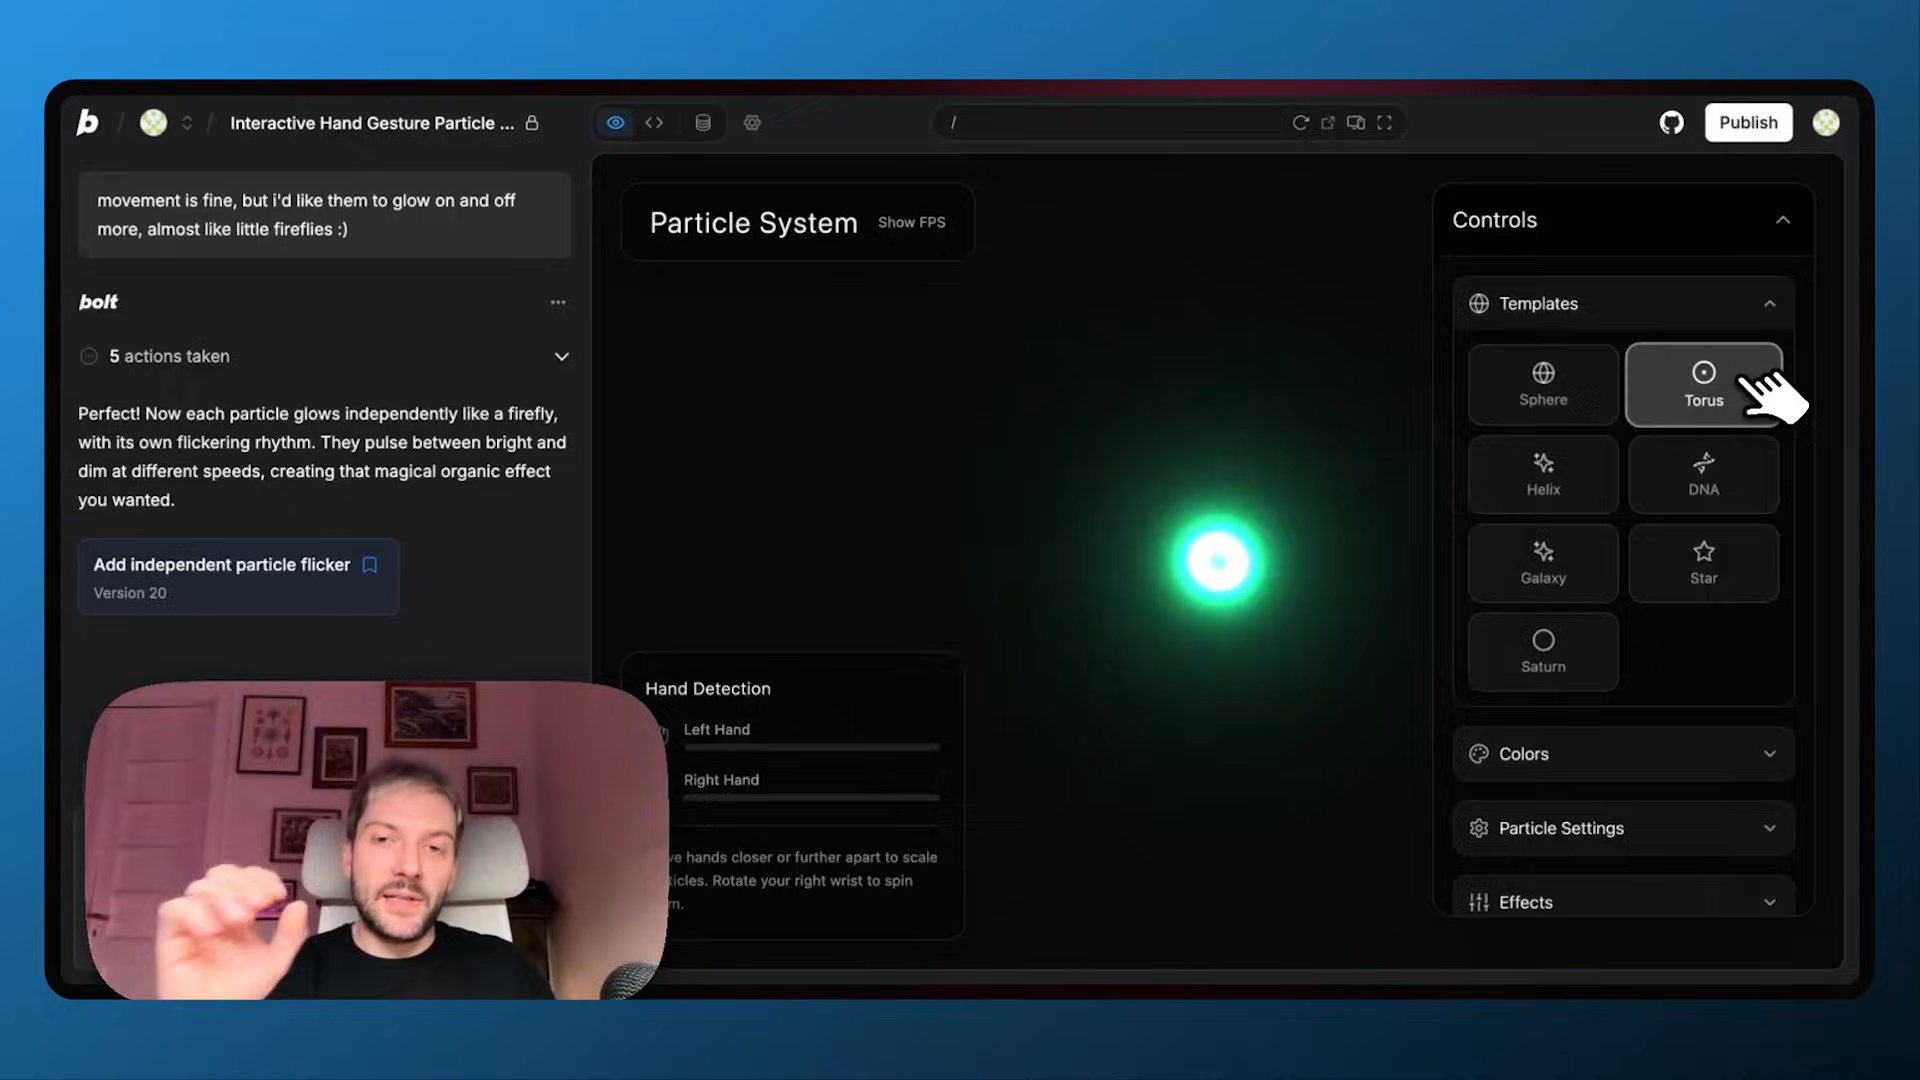 b / / Interactive Hand Gesture Particle ...
/
Publish
movement is fine, but i'd like them to glow on and off
more, almost like little fireflies :)
bolt
5 actions taken
Perfect! Now each particle glows independently like a firefly,
with its own flickering rhythm. They pulse between bright and
dim at different speeds, creating that magical organic effect
you wanted.
Add independent particle flicker
Version 20
Particle System
Show FPS
Hand Detection
Left Hand
Right Hand
hands closer or further apart to scale
Rotate your right wrist to spin
Controls
Templates
Sphere
Torus
Helix
DNA
Galaxy
Star
Saturn
Colors
Particle Settings
Effects